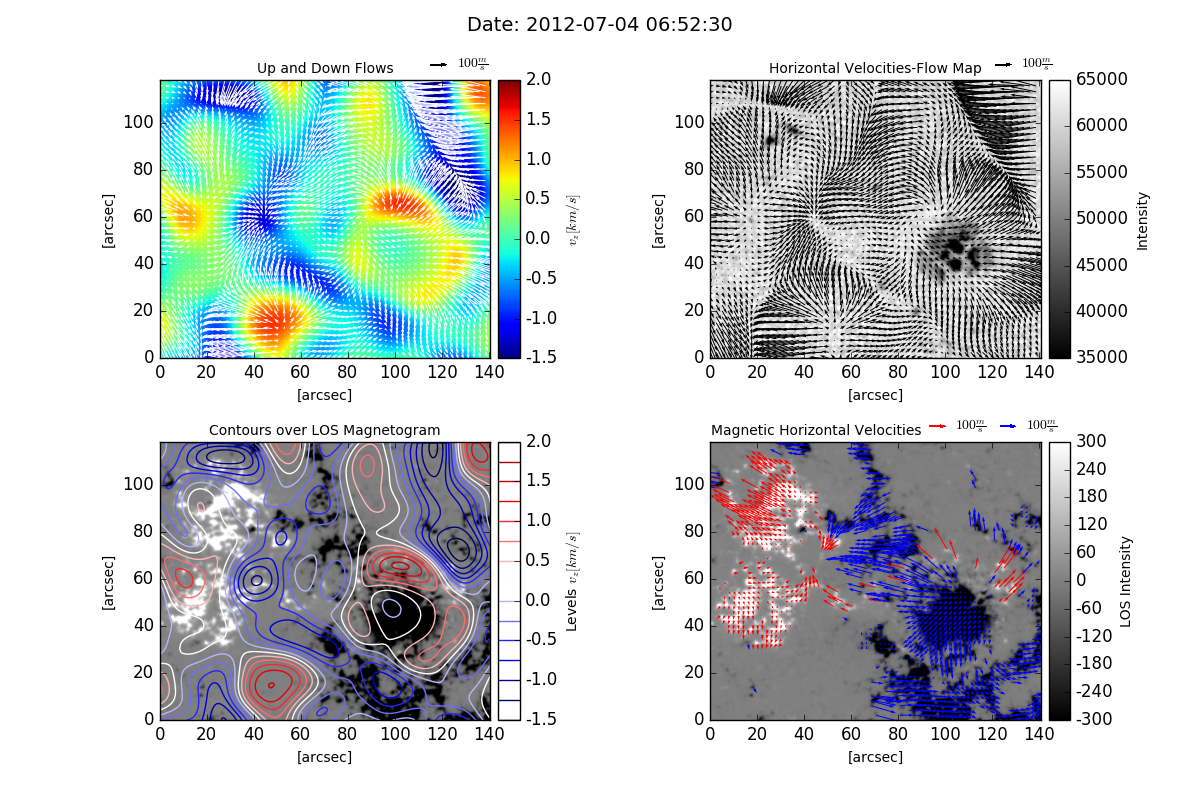 Date: 2012-07-04 06:52:30
Up and Down Flows
100 m/s
2.0
1.5
1.0
0.5
0.0
-0.5
-1.0
-1.5
v_z[km/s]
100
80
60
40
20
0
[arcsec]
0 20 40 60 80 100 120 140
[arcsec]
Horizontal Velocities-Flow Map
100 m/s
65000
60000
55000
50000
45000
40000
35000
Intensity
100
80
60
40
20
0
[arcsec]
0 20 40 60 80 100 120 140
[arcsec]
Contours over LOS Magnetogram
2.0
1.5
1.0
0.5
0.0
-0.5
-1.0
-1.5
Levels v_z[km/s]
100
80
60
40
20
0
[arcsec]
0 20 40 60 80 100 120 140
[arcsec]
Magnetic Horizontal Velocities
100 m/s 100 m/s
300
240
180
120
60
0
-60
-120
-180
-240
-300
LOS Intensity
100
80
60
40
20
0
[arcsec]
0 20 40 60 80 100 120 140
[arcsec]